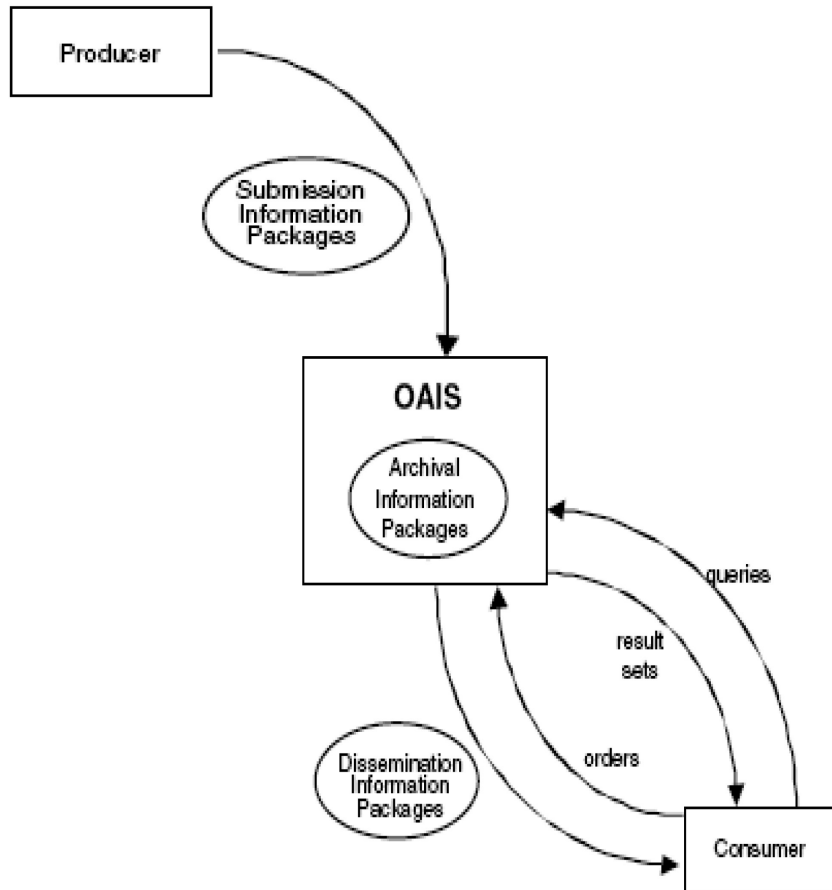 Producer
Submission
Information
Packages
OAIS
Archival
Information
Packages
queries
result
sets
orders
Dissemination
Information
Packages
Consumer